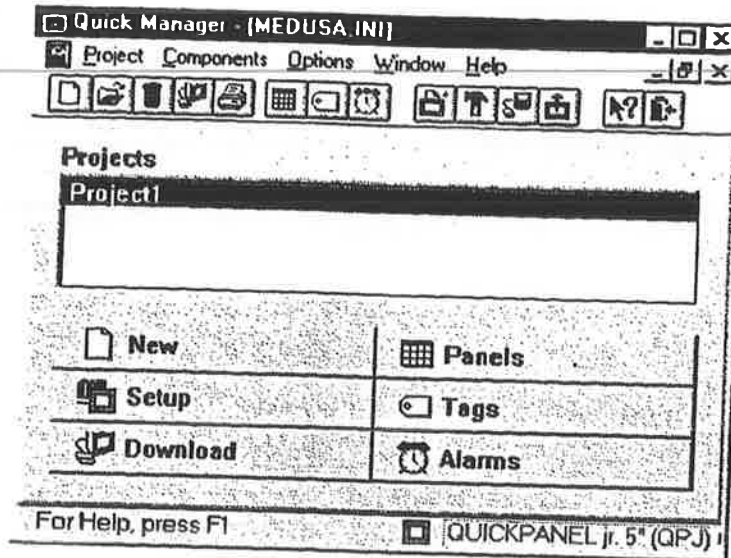 Quick Manager - [MEDUSA.INI]
Project Components Options Window Help
Projects
Project1
New
Panels
Setup
Tags
Download
Alarms
For Help, press F1
QUICKPANEL jr. 5" (QPJ)